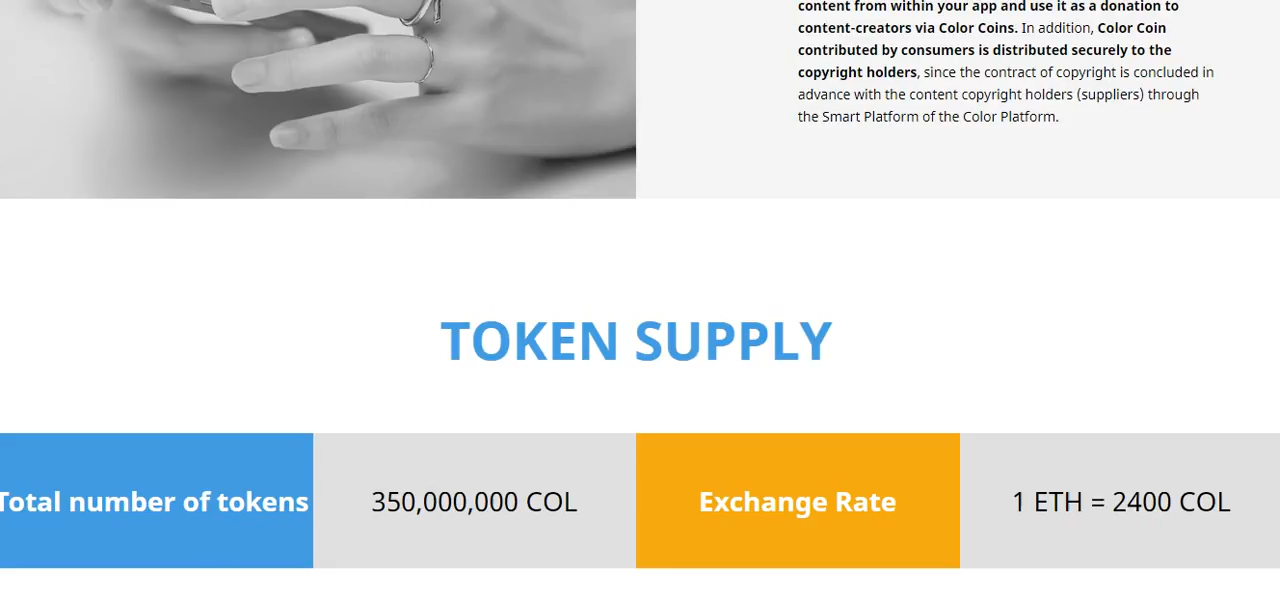 content from within your app and use it as a donation to
content-creators via Color Coins. In addition, Color Coin
contributed by consumers is distributed securely to the
copyright holders, since the contract of copyright is concluded in
advance with the content copyright holders (suppliers) through
the Smart Platform of the Color Platform.
TOKEN SUPPLY
Total number of tokens
350,000,000 COL
Exchange Rate
1 ETH = 2400 COL